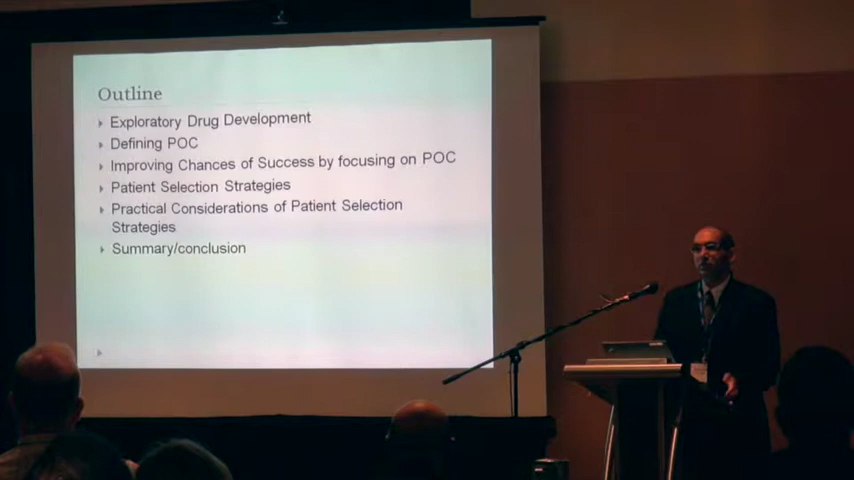 Outline
Exploratory Drug Development
Defining POC
Improving Chances of Success by focusing on POC
Patient Selection Strategies
Practical Considerations of Patient Selection
Strategies
Summary/conclusion